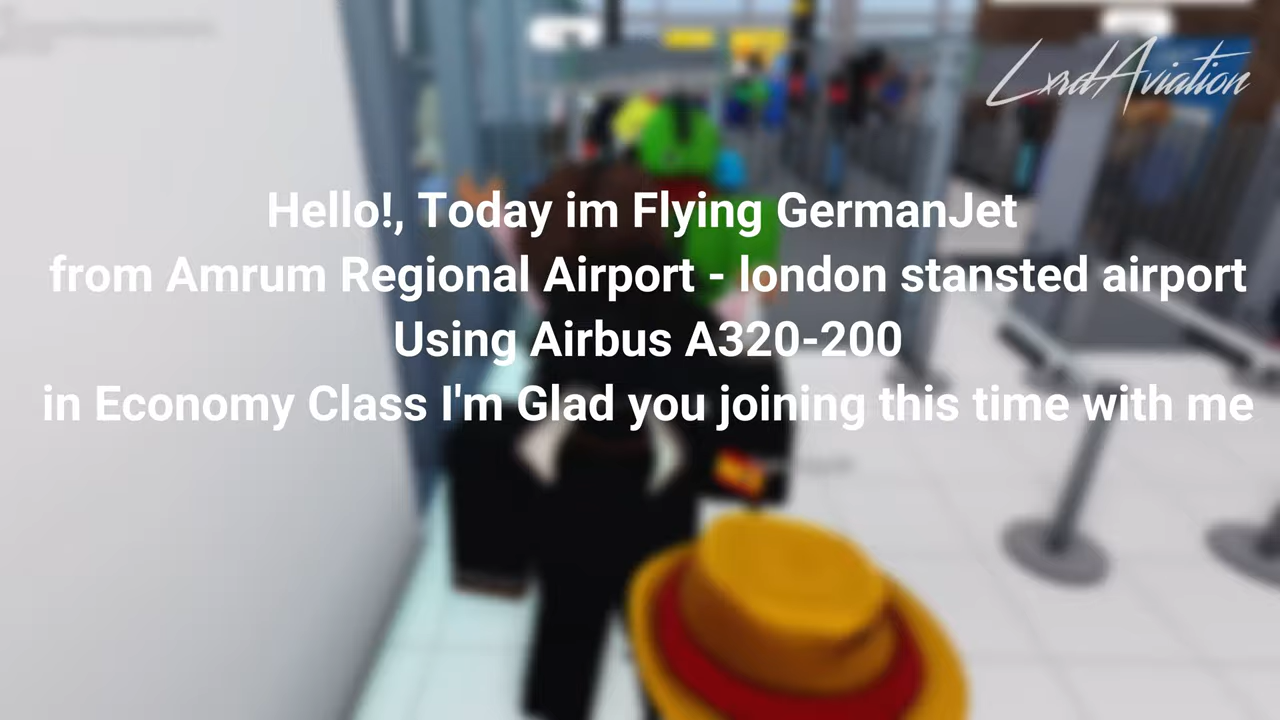 LxrdAviation
Hello!, Today im Flying GermanJet
from Amrum Regional Airport - london stansted airport
Using Airbus A320-200
in Economy Class I'm Glad you joining this time with me